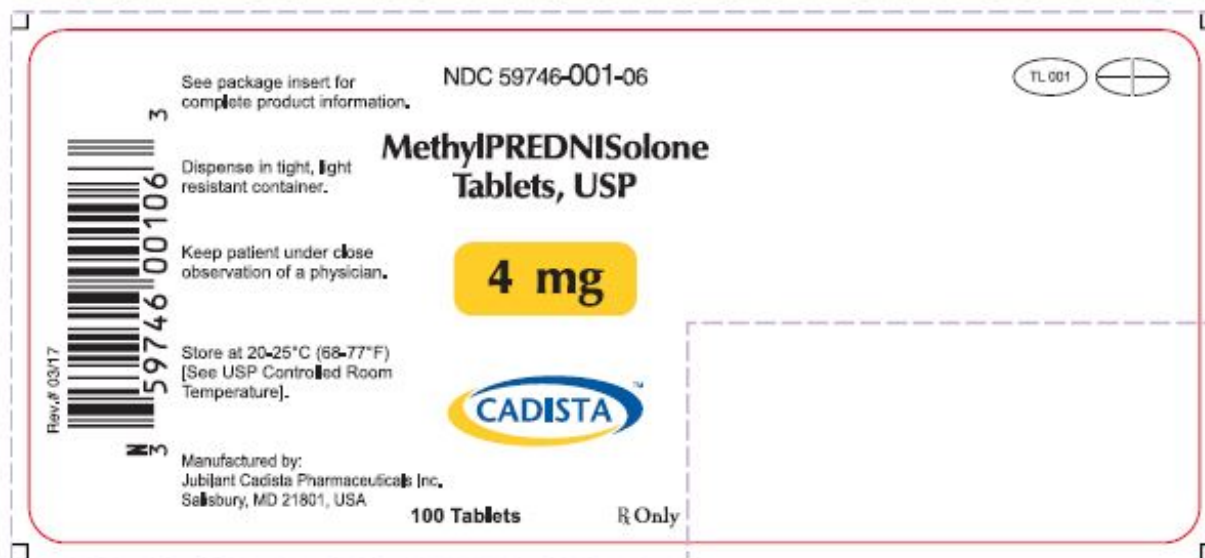 See package insert for
complete product information.
Dispense in tight, light
resistant container.
Keep patient under close
observation of a physician.
Store at 20-25°C (68-77°F)
[See USP Controlled Room
Temperature].
Manufactured by:
Jubilant Cadista Pharmaceuticals Inc.
Salisbury, MD 21801, USA
Rev.# 03/17
N
3
59746 00106
3
NDC 59746-001-06
MethylPREDNISolone
Tablets, USP
4 mg
CADISTA™
100 Tablets
℞ Only
TL 001